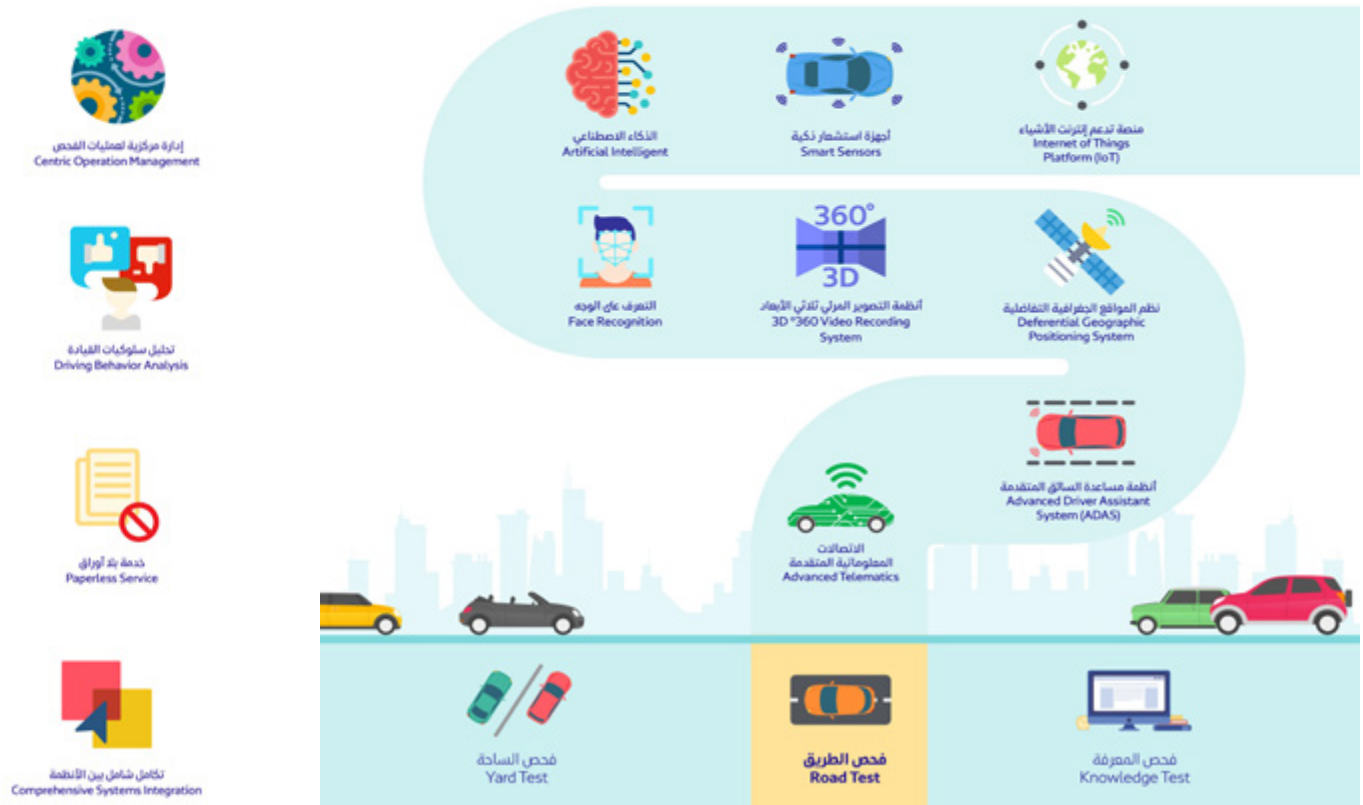 إدارة مركزية لعمليات الفحص
Centric Operation Management
تحليل سلوكيات القيادة
Driving Behavior Analysis
خدمة بلا أوراق
Paperless Service
تكامل شامل بين الأنظمة
Comprehensive Systems Integration
الذكاء الاصطناعي
Artificial Intelligent
أجهزة استشعار ذكية
Smart Sensors
منصة تدعم إنترنت الأشياء
Internet of Things
Platform (IoT)
التعرف على الوجه
Face Recognition
360°
3D
أنظمة التصوير المرئي ثلاثي الأبعاد
3D °360 Video Recording
System
نظم المواقع الجغرافية التفاضلية
Deferential Geographic
Positioning System
أنظمة مساعدة السائق المتقدمة
Advanced Driver Assistant
System (ADAS)
الاتصالات
المعلوماتية المتقدمة
Advanced Telematics
فحص الساحة
Yard Test
فحص الطريق
Road Test
فحص المعرفة
Knowledge Test